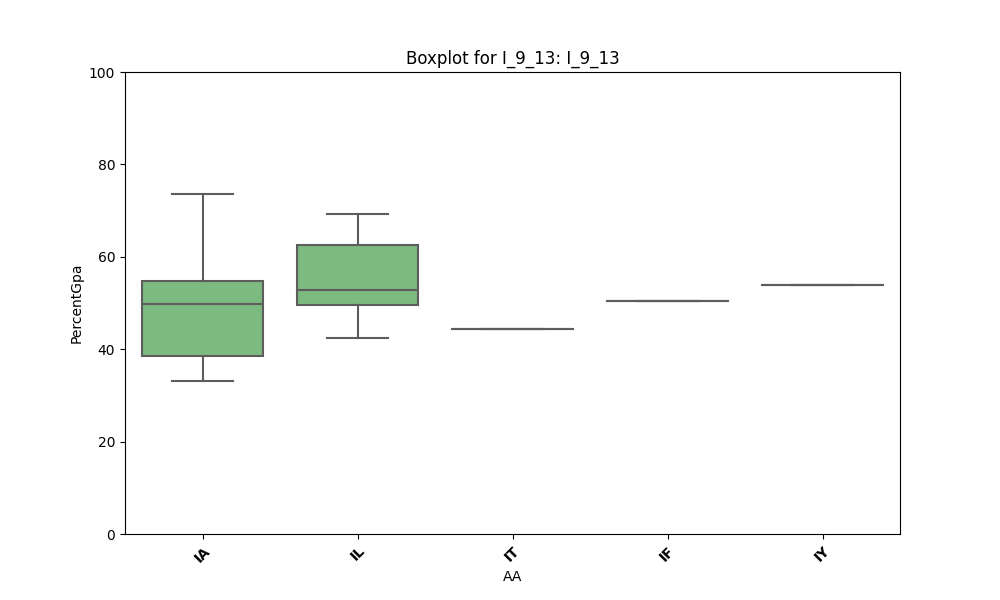 Boxplot for I_9_13: I_9_13
100
80
60
40
20
0
PercentGpa
IA
IL
IT
IF
IY
AA